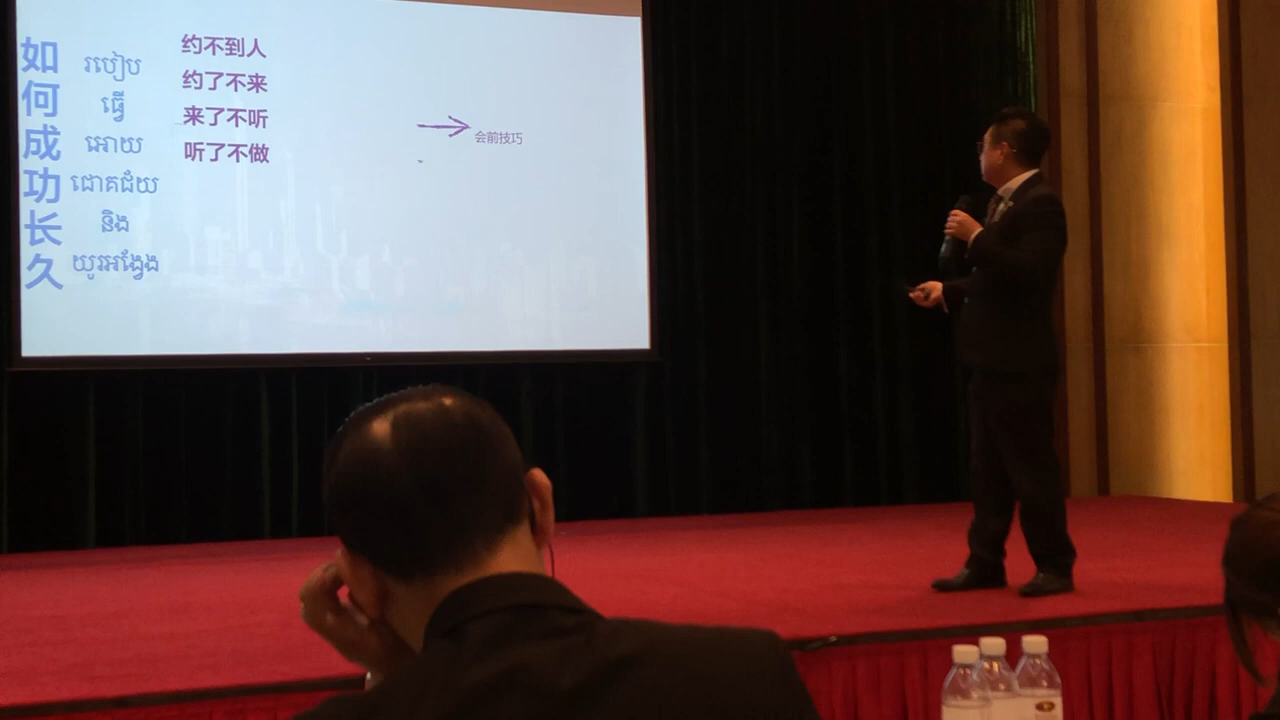 如何成功长久
របៀប
ធ្វើ
អោយ
ជោគជ័យ
និង
យូរអង្វែង
约不到人
约了不来
来了不听
听了不做
会前技巧